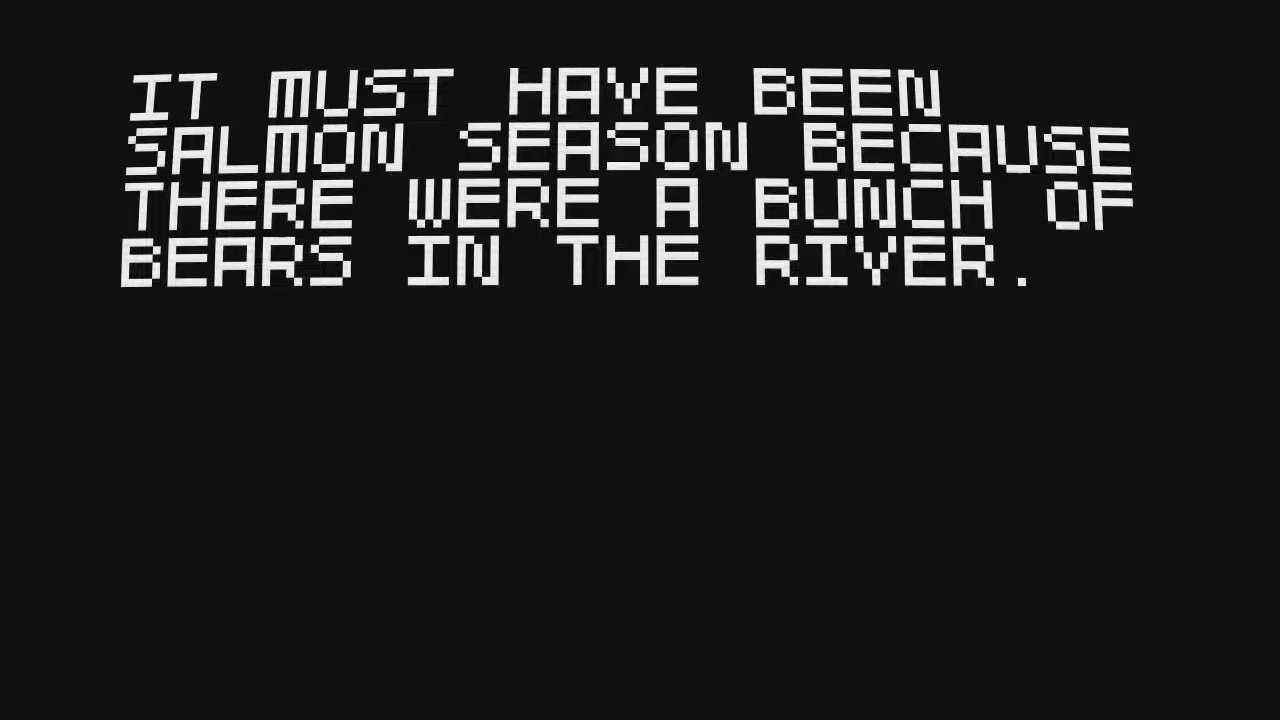 IT MUST HAVE BEEN
SALMON SEASON BECAUSE
THERE WERE A BUNCH OF
BEARS IN THE RIVER.